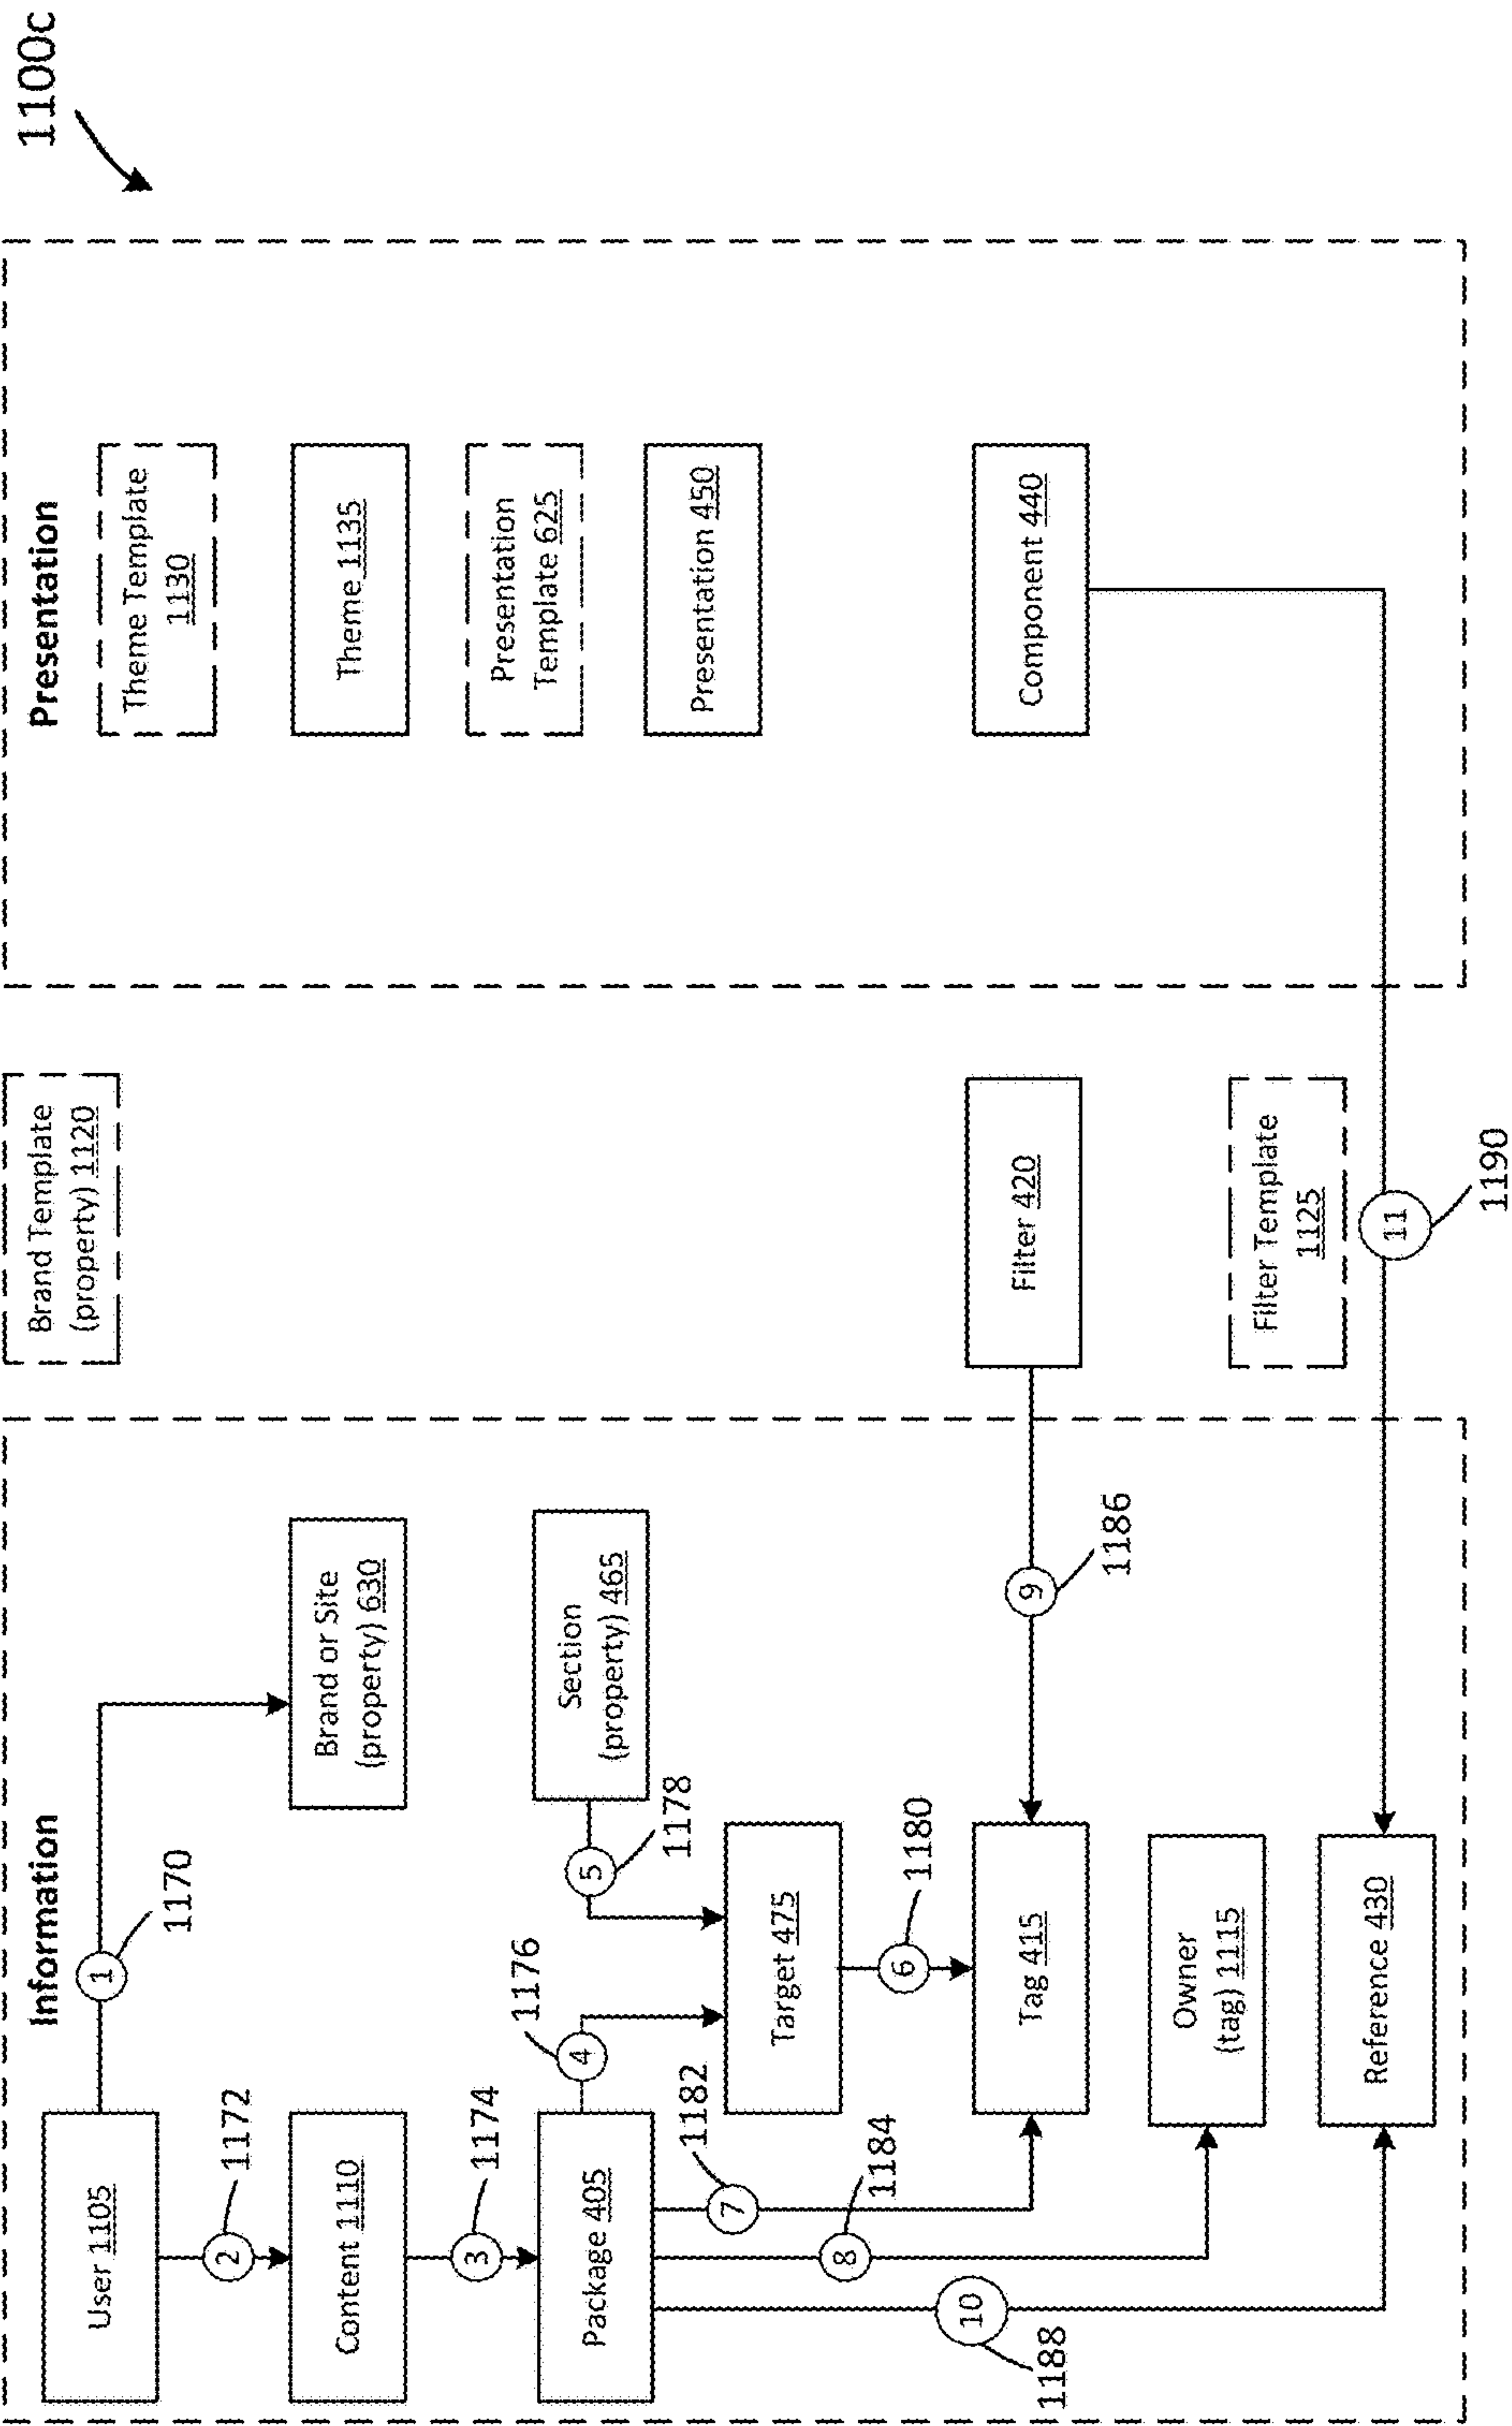 1100c
Information
Presentation
User 1105
1
1170
Brand Template
(property) 1120
Theme Template
1130
2
1172
Content 1110
Brand or Site
(property) 630
Theme 1135
3
1174
Package 405
4
1176
5
1178
Section
(property) 465
Presentation
Template 625
Presentation 450
7
1182
Target 475
8
1184
6
1180
10
1188
Tag 415
9
1186
Filter 420
Component 440
Owner
(tag) 1115
Filter Template
1125
Reference 430
11
1190